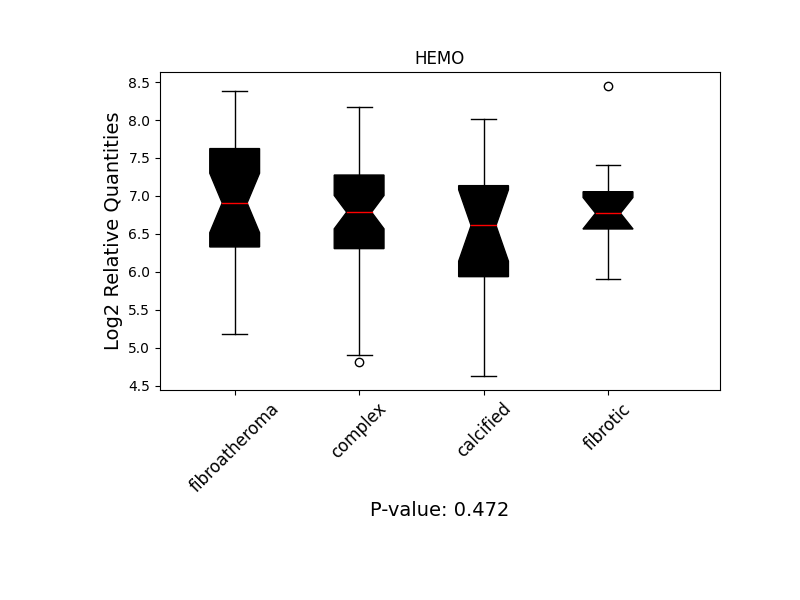 HEMO
Log2 Relative Quantities
8.5
8.0
7.5
7.0
6.5
6.0
5.5
5.0
4.5
fibroatheroma
complex
calcified
fibrotic
P-value: 0.472